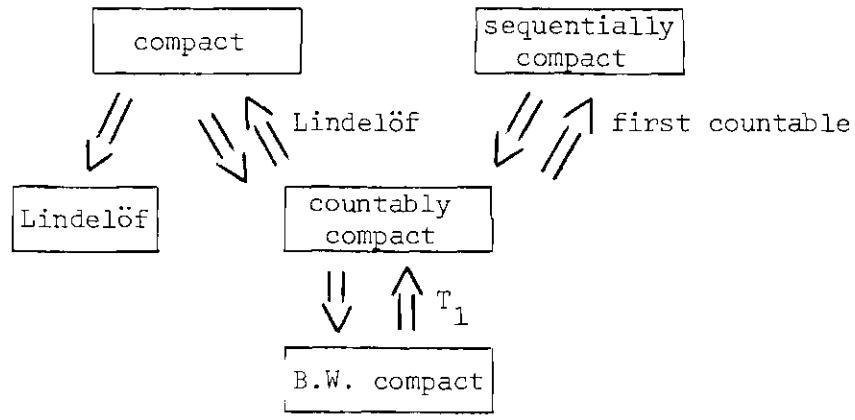 compact
sequentially
compact
Lindelöf
first countable
Lindelöf
countably
compact
T₁
B.W. compact